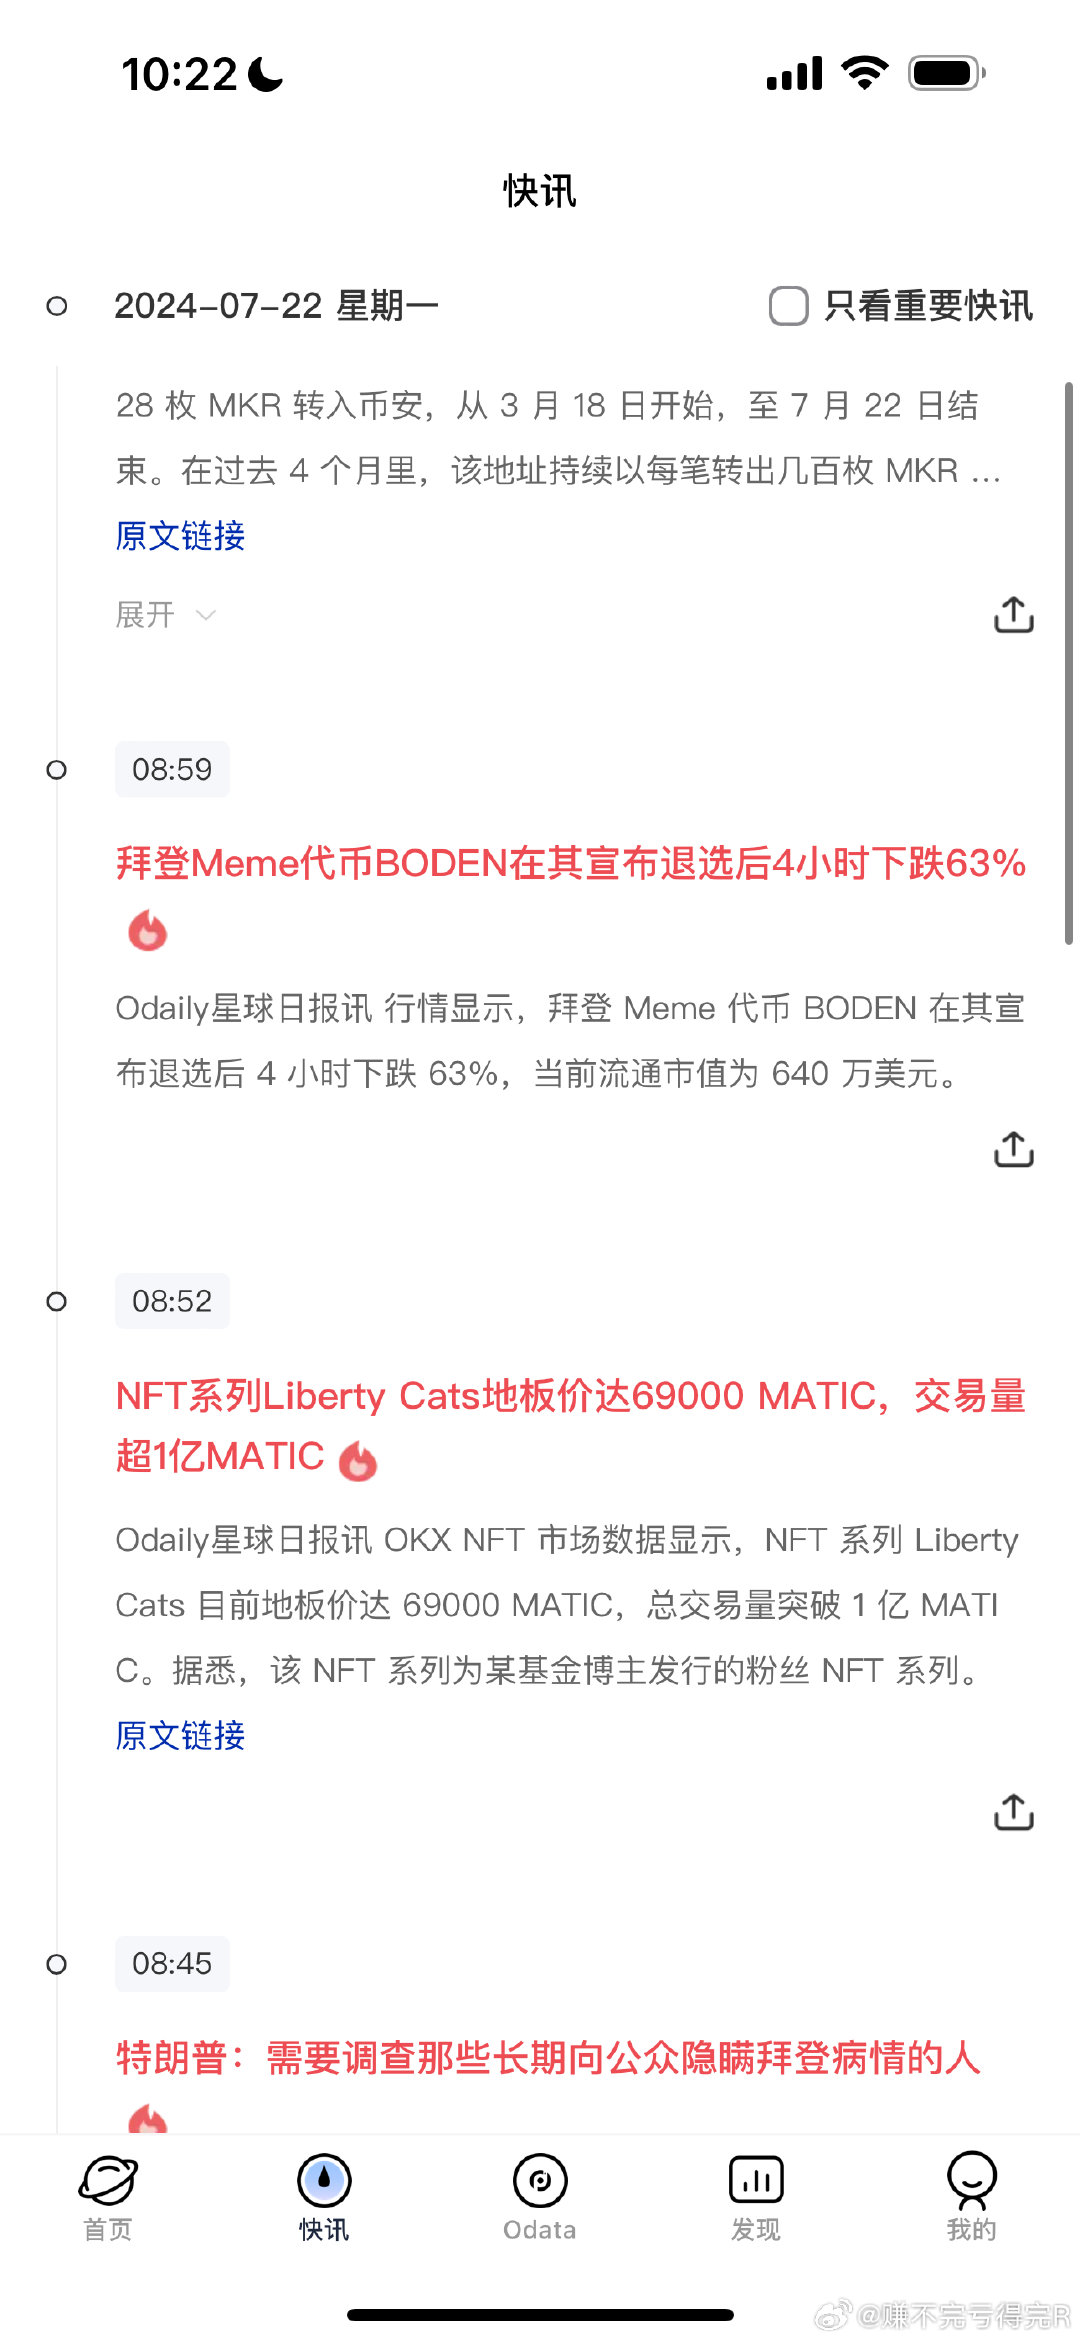 10:22
快讯
2024-07-22 星期一
只看重要快讯
28 枚 MKR 转入币安，从 3 月 18 日开始，至 7 月 22 日结
束。在过去 4 个月里，该地址持续以每笔转出几百枚 MKR ...
原文链接
展开
08:59
拜登Meme代币BODEN在其宣布退选后4小时下跌63%
Odaily星球日报讯 行情显示，拜登 Meme 代币 BODEN 在其宣
布退选后 4 小时下跌 63%，当前流通市值为 640 万美元。
08:52
NFT系列Liberty Cats地板价达69000 MATIC，交易量
超1亿MATIC
Odaily星球日报讯 OKX NFT 市场数据显示，NFT 系列 Liberty
Cats 目前地板价达 69000 MATIC，总交易量突破 1 亿 MATI
C。据悉，该 NFT 系列为某基金博主发行的粉丝 NFT 系列。
原文链接
08:45
特朗普：需要调查那些长期向公众隐瞒拜登病情的人
首页
快讯
Odata
发现
我的
@赚不完亏得完R